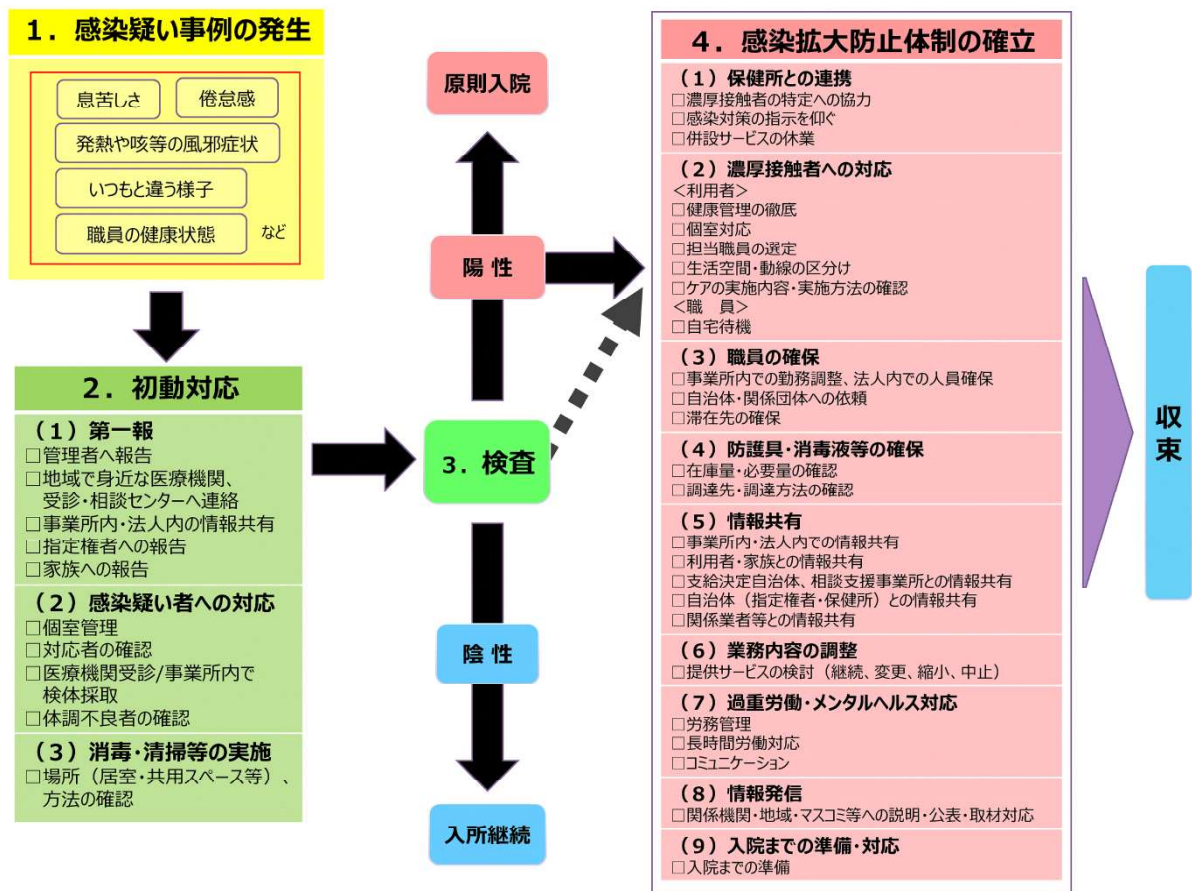 1．感染疑い事例の発生
息苦しさ
倦怠感
発熱や咳等の風邪症状
いつもと違う様子
職員の健康状態
など
2．初動対応
（1）第一報
□管理者へ報告
□地域で身近な医療機関、
受診・相談センターへ連絡
□事業所内・法人内の情報共有
□指定権者への報告
□家族への報告
（2）感染疑い者への対応
□個室管理
□対応者の確認
□医療機関受診/事業所内で
検体採取
□体調不良者の確認
（3）消毒・清掃等の実施
□場所（居室・共用スペース等）、
方法の確認
原則入院
陽 性
3．検査
陰 性
入所継続
4．感染拡大防止体制の確立
（1）保健所との連携
□濃厚接触者の特定への協力
□感染対策の指示を仰ぐ
□併設サービスの休業
（2）濃厚接触者への対応
＜利用者＞
□健康管理の徹底
□個室対応
□担当職員の選定
□生活空間・動線の区分け
□ケアの実施内容・実施方法の確認
＜職　員＞
□自宅待機
（3）職員の確保
□事業所内での勤務調整、法人内での人員確保
□自治体・関係団体への依頼
□滞在先の確保
（4）防護具・消毒液等の確保
□在庫量・必要量の確認
□調達先・調達方法の確認
（5）情報共有
□事業所内・法人内での情報共有
□利用者・家族との情報共有
□支給決定自治体、相談支援事業所との情報共有
□自治体（指定権者・保健所）との情報共有
□関係業者等との情報共有
（6）業務内容の調整
□提供サービスの検討（継続、変更、縮小、中止）
（7）過重労働・メンタルヘルス対応
□労務管理
□長時間労働対応
□コミュニケーション
（8）情報発信
□関係機関・地域・マスコミ等への説明・公表・取材対応
（9）入院までの準備・対応
□入院までの準備
収束